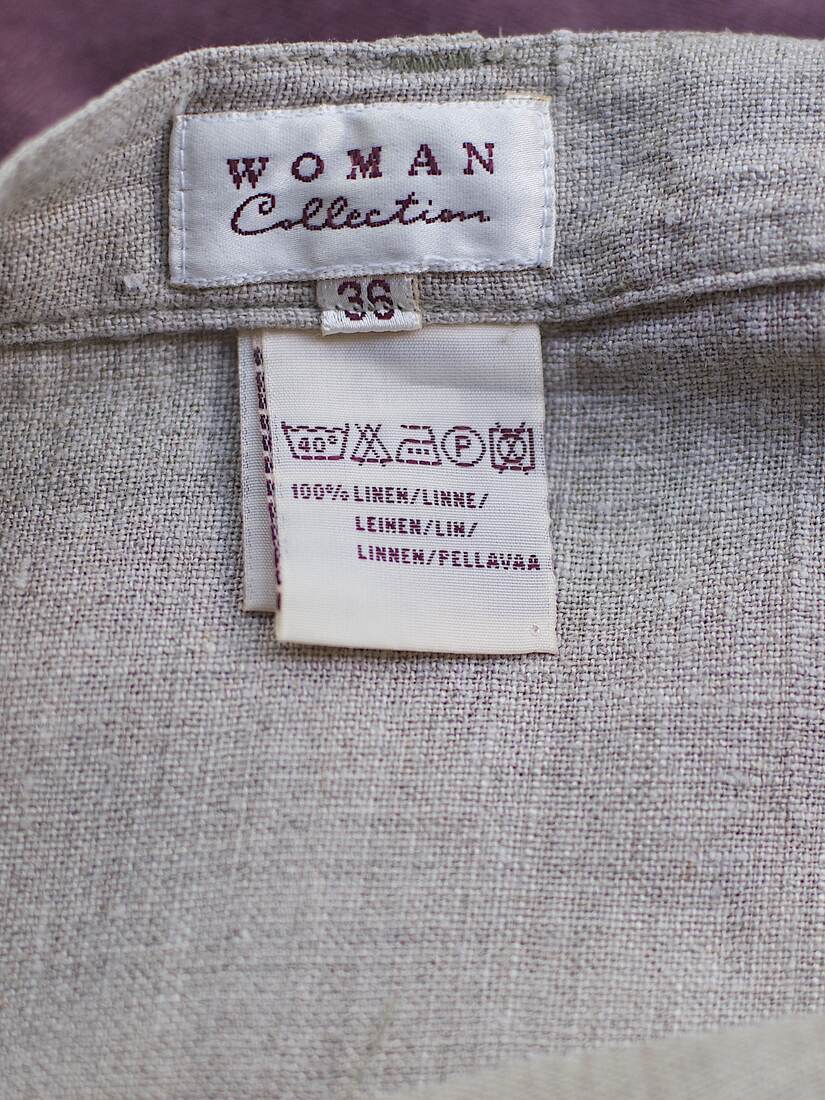 WOMAN
Collection
36
40° P
100% LINEN/LINNE/
LEINEN/LIN/
LINNEN/PELLAVAA